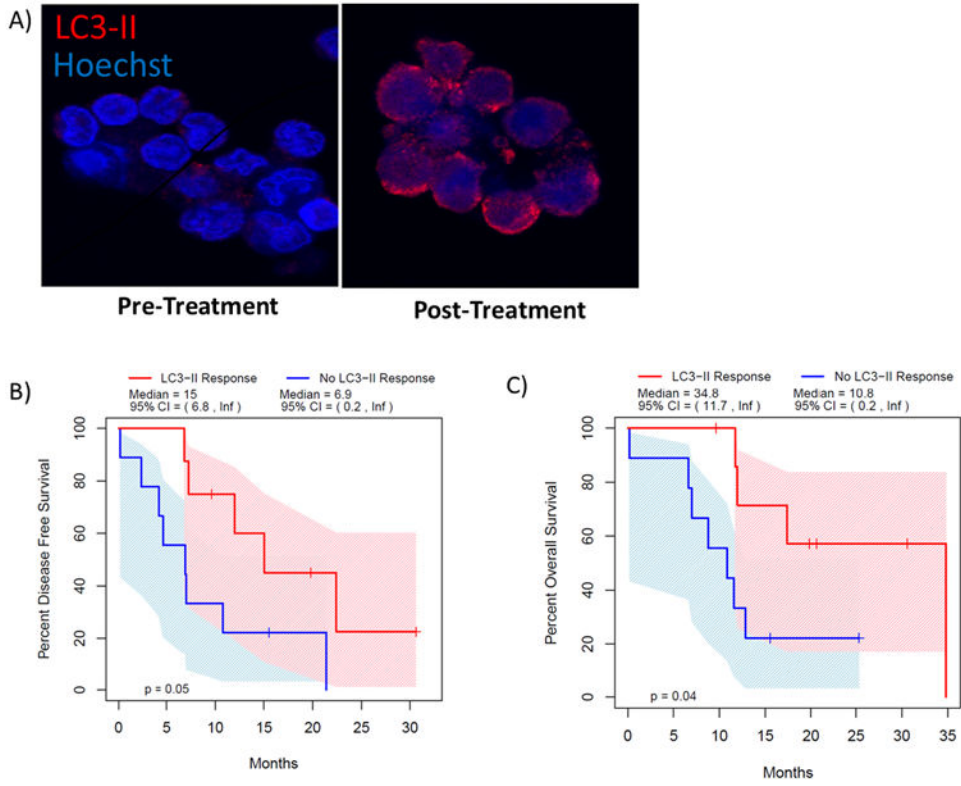 A)
LC3-II
Hoechst
Pre-Treatment
Post-Treatment
B)
LC3−II Response
No LC3−II Response
Median = 15
Median = 6.9
95% CI = ( 6.8 , Inf )
95% CI = ( 0.2 , Inf )
Percent Disease Free Survival
100
80
60
40
20
0
p = 0.05
0 5 10 15 20 25 30
Months
C)
LC3−II Response
No LC3−II Response
Median = 34.8
Median = 10.8
95% CI = ( 11.7 , Inf )
95% CI = ( 0.2 , Inf )
Percent Overall Survival
100
80
60
40
20
0
p = 0.04
0 5 10 15 20 25 30 35
Months